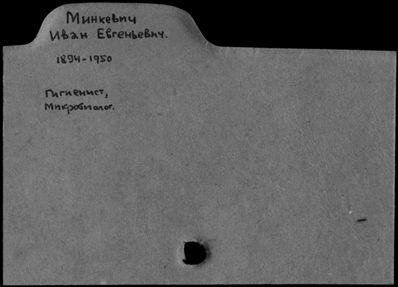 Минкевич
Иван Евгеньевич.
1894-1950
Гигиенист,
Микробиолог.